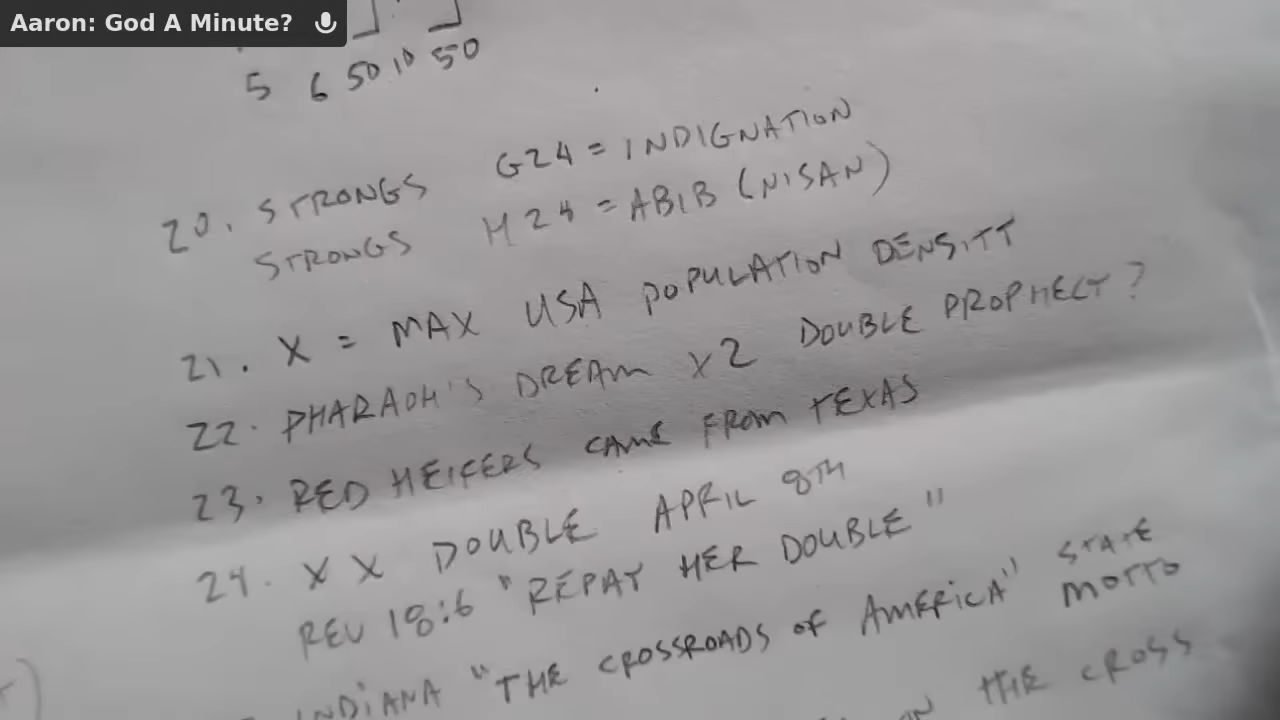 Aaron: God A Minute?
5 6 50 10 50
20. STRONGS G24 = INDIGNATION
STRONGS H24 = ABIB (NISAN)
21. X = MAX USA POPULATION DENSITY
22. PHARAOH'S DREAM X2 DOUBLE PROPHECY?
23. RED HEIFERS CAME FROM TEXAS
24. XX DOUBLE APRIL 8TH
REV 18:6 "REPAY HER DOUBLE"
INDIANA "THE CROSSROADS OF AMERICA" STATE MOTTO
ON THE CROSS